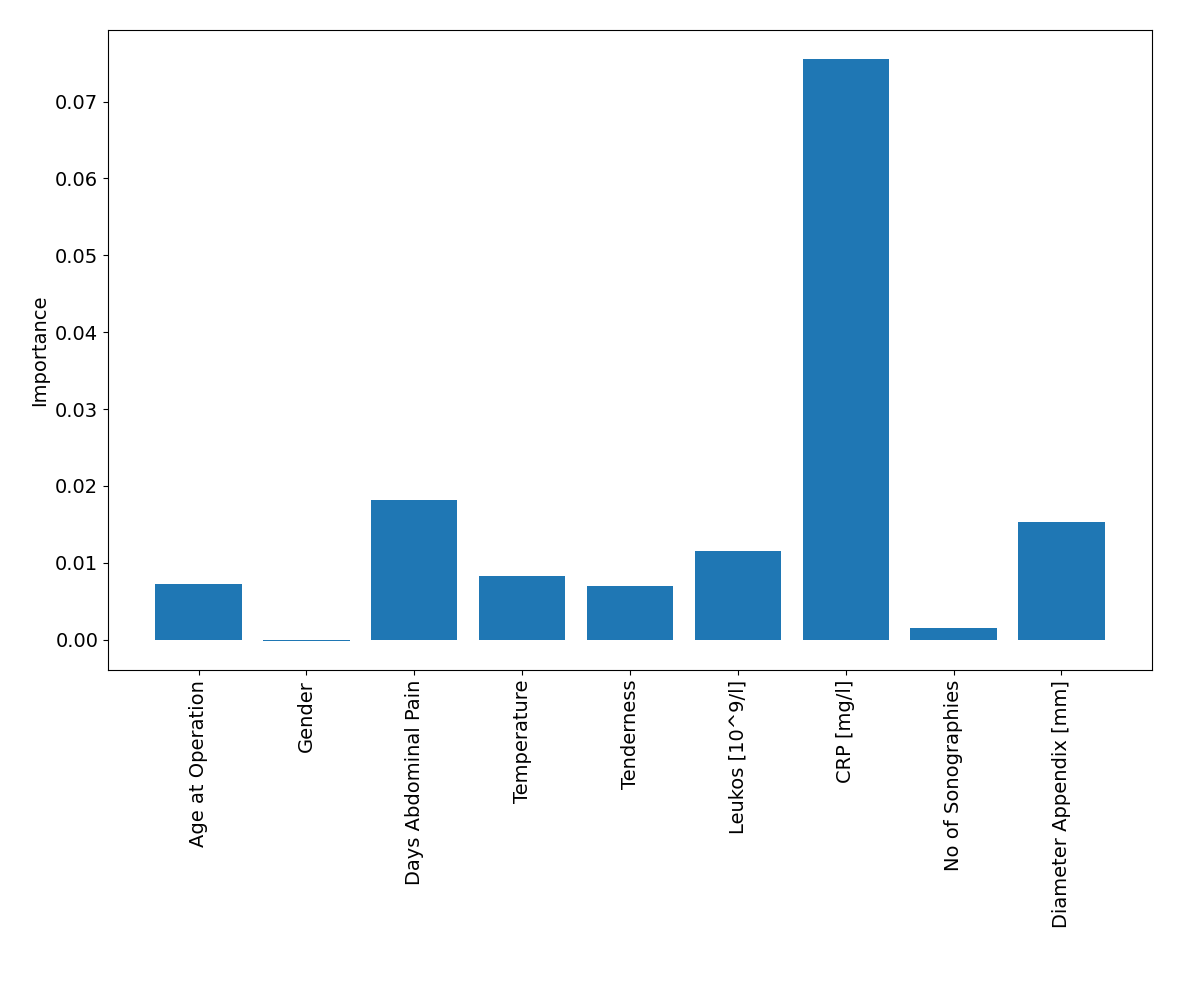 Importance
0.07
0.06
0.05
0.04
0.03
0.02
0.01
0.00
Age at Operation
Gender
Days Abdominal Pain
Temperature
Tenderness
Leukos [10^9/l]
CRP [mg/l]
No of Sonographies
Diameter Appendix [mm]